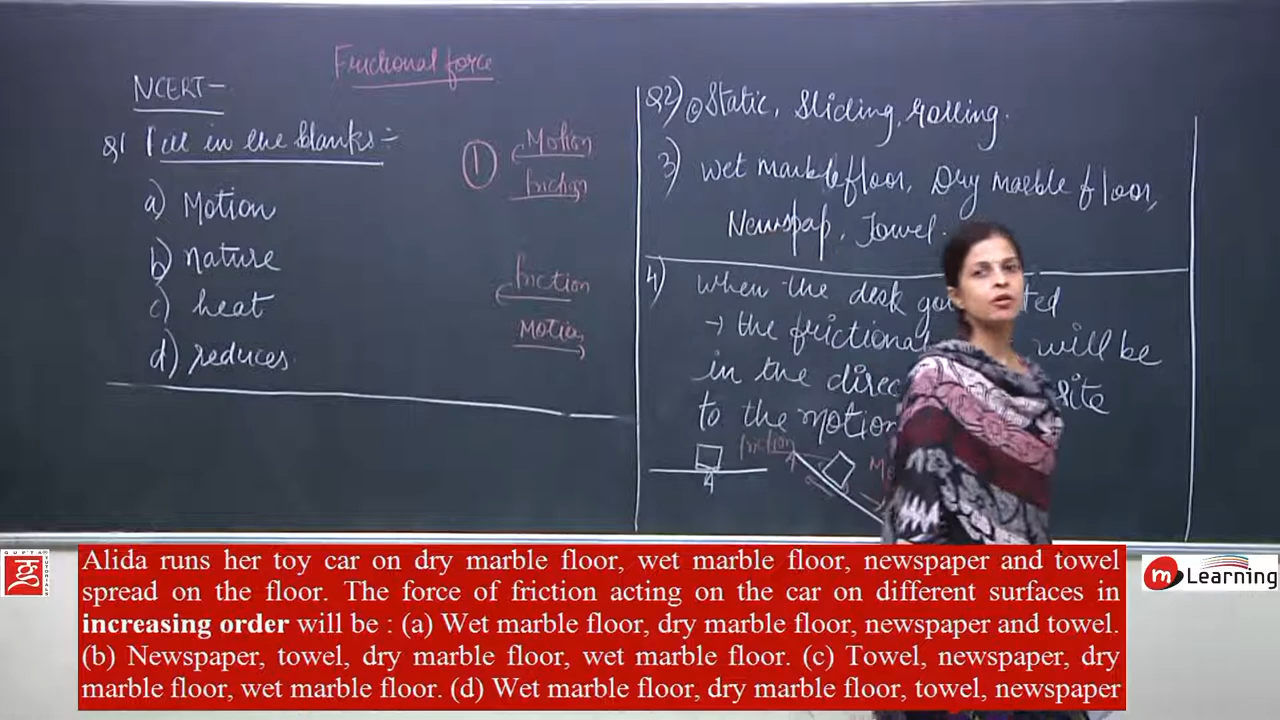 Frictional force
NCERT-
Q1 Fill in the blanks:-
a) Motion
b) nature
c) heat
d) reduces.
① Motion
friction
friction
Motion
Q2) Static, Sliding, rolling.
3) wet marble floor, Dry marble floor,
Newspap, Towel.
4) when the desk ted
→ the frictional will be
in the direc site
to the motion
friction
4
4
Alida runs her toy car on dry marble floor, wet marble floor, newspaper and towel
spread on the floor. The force of friction acting on the car on different surfaces in
increasing order will be : (a) Wet marble floor, dry marble floor, newspaper and towel.
(b) Newspaper, towel, dry marble floor, wet marble floor. (c) Towel, newspaper, dry
marble floor, wet marble floor. (d) Wet marble floor, dry marble floor, towel, newspaper
GUPTA
TUTORIALS
m Learning